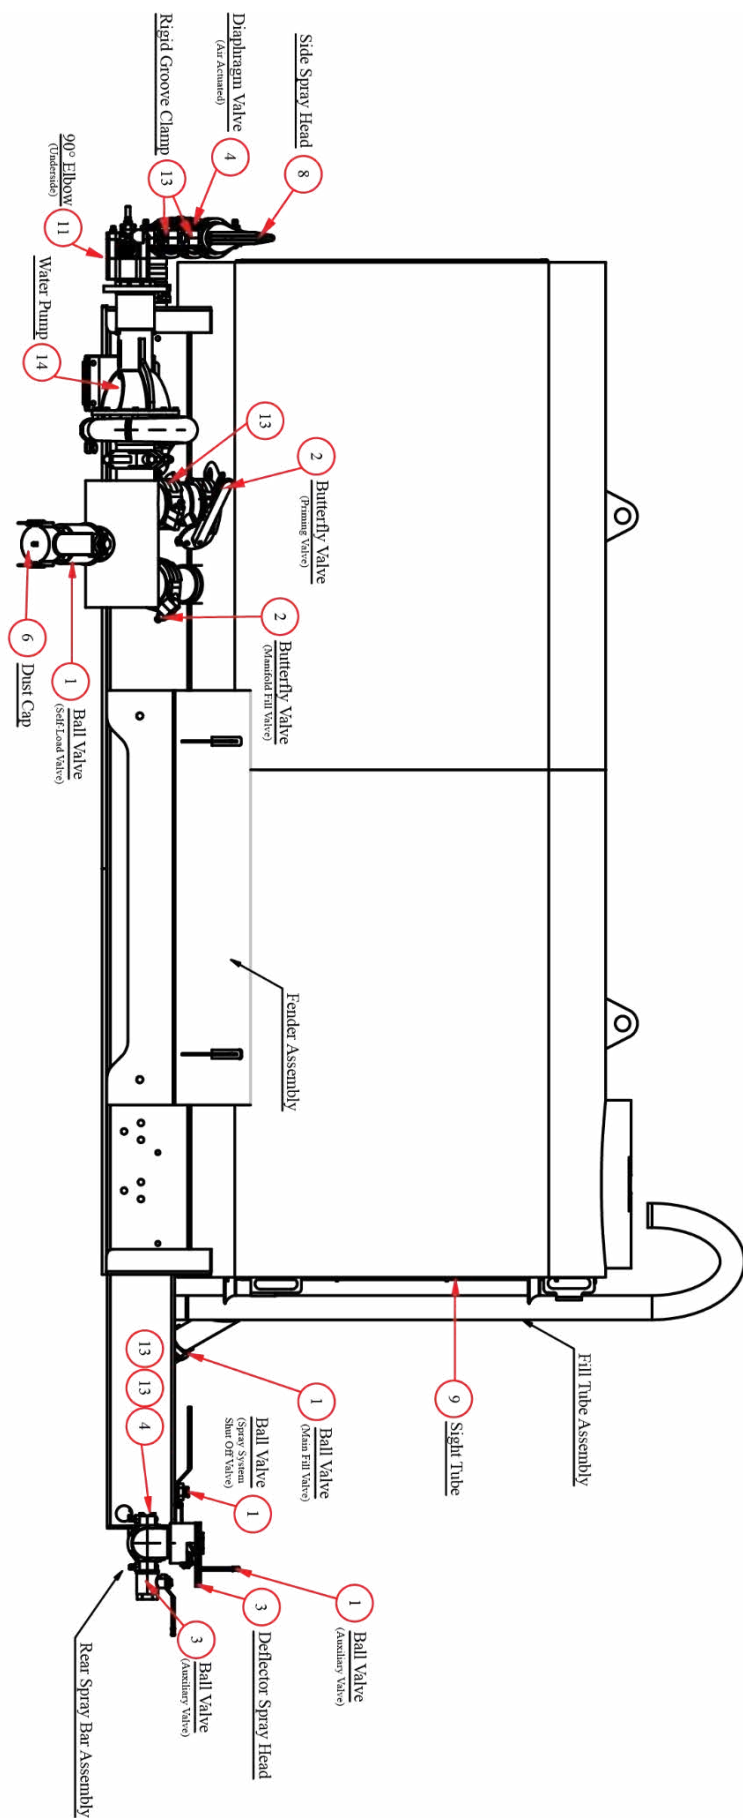 Side Spray Head
8
Diaphragm Valve
(Air Actuated)
4
Rigid Groove Clamp
13
90° Elbow
(Underside)
11
Water Pump
14
13
2
Butterfly Valve
(Priming Valve)
2
Butterfly Valve
(Manifold Fill Valve)
1
Ball Valve
(Self-Load Valve)
6
Dust Cap
Fender Assembly
Fill Tube Assembly
9
Sight Tube
1
Ball Valve
(Main Fill Valve)
13
13
4
Ball Valve
(Spray System
Shut Off Valve)
1
1
Ball Valve
(Auxiliary Valve)
3
Deflector Spray Head
3
Ball Valve
(Auxiliary Valve)
Rear Spray Bar Assembly